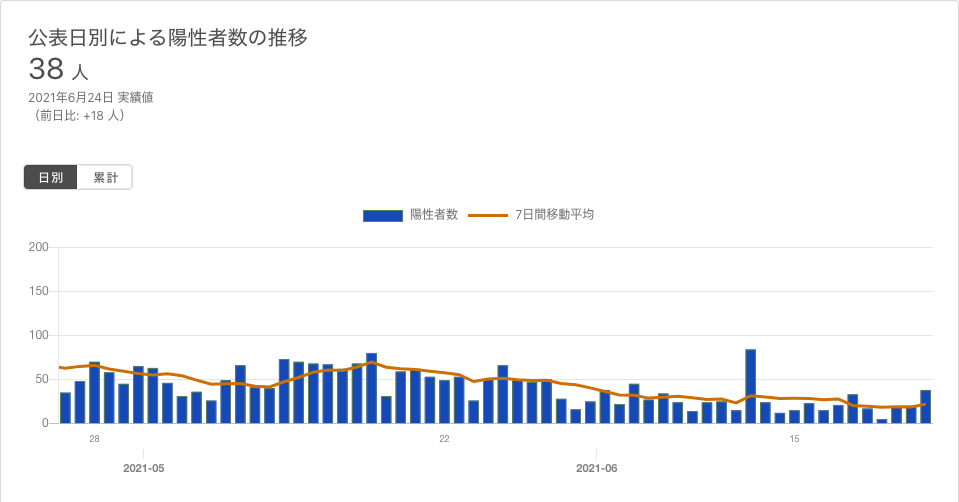 公表日別による陽性者数の推移
38 人
2021年6月24日 実績値
（前日比: +18 人）
日別 累計
陽性者数 7日間移動平均
200
150
100
50
0
28 22 15
2021-05 2021-06